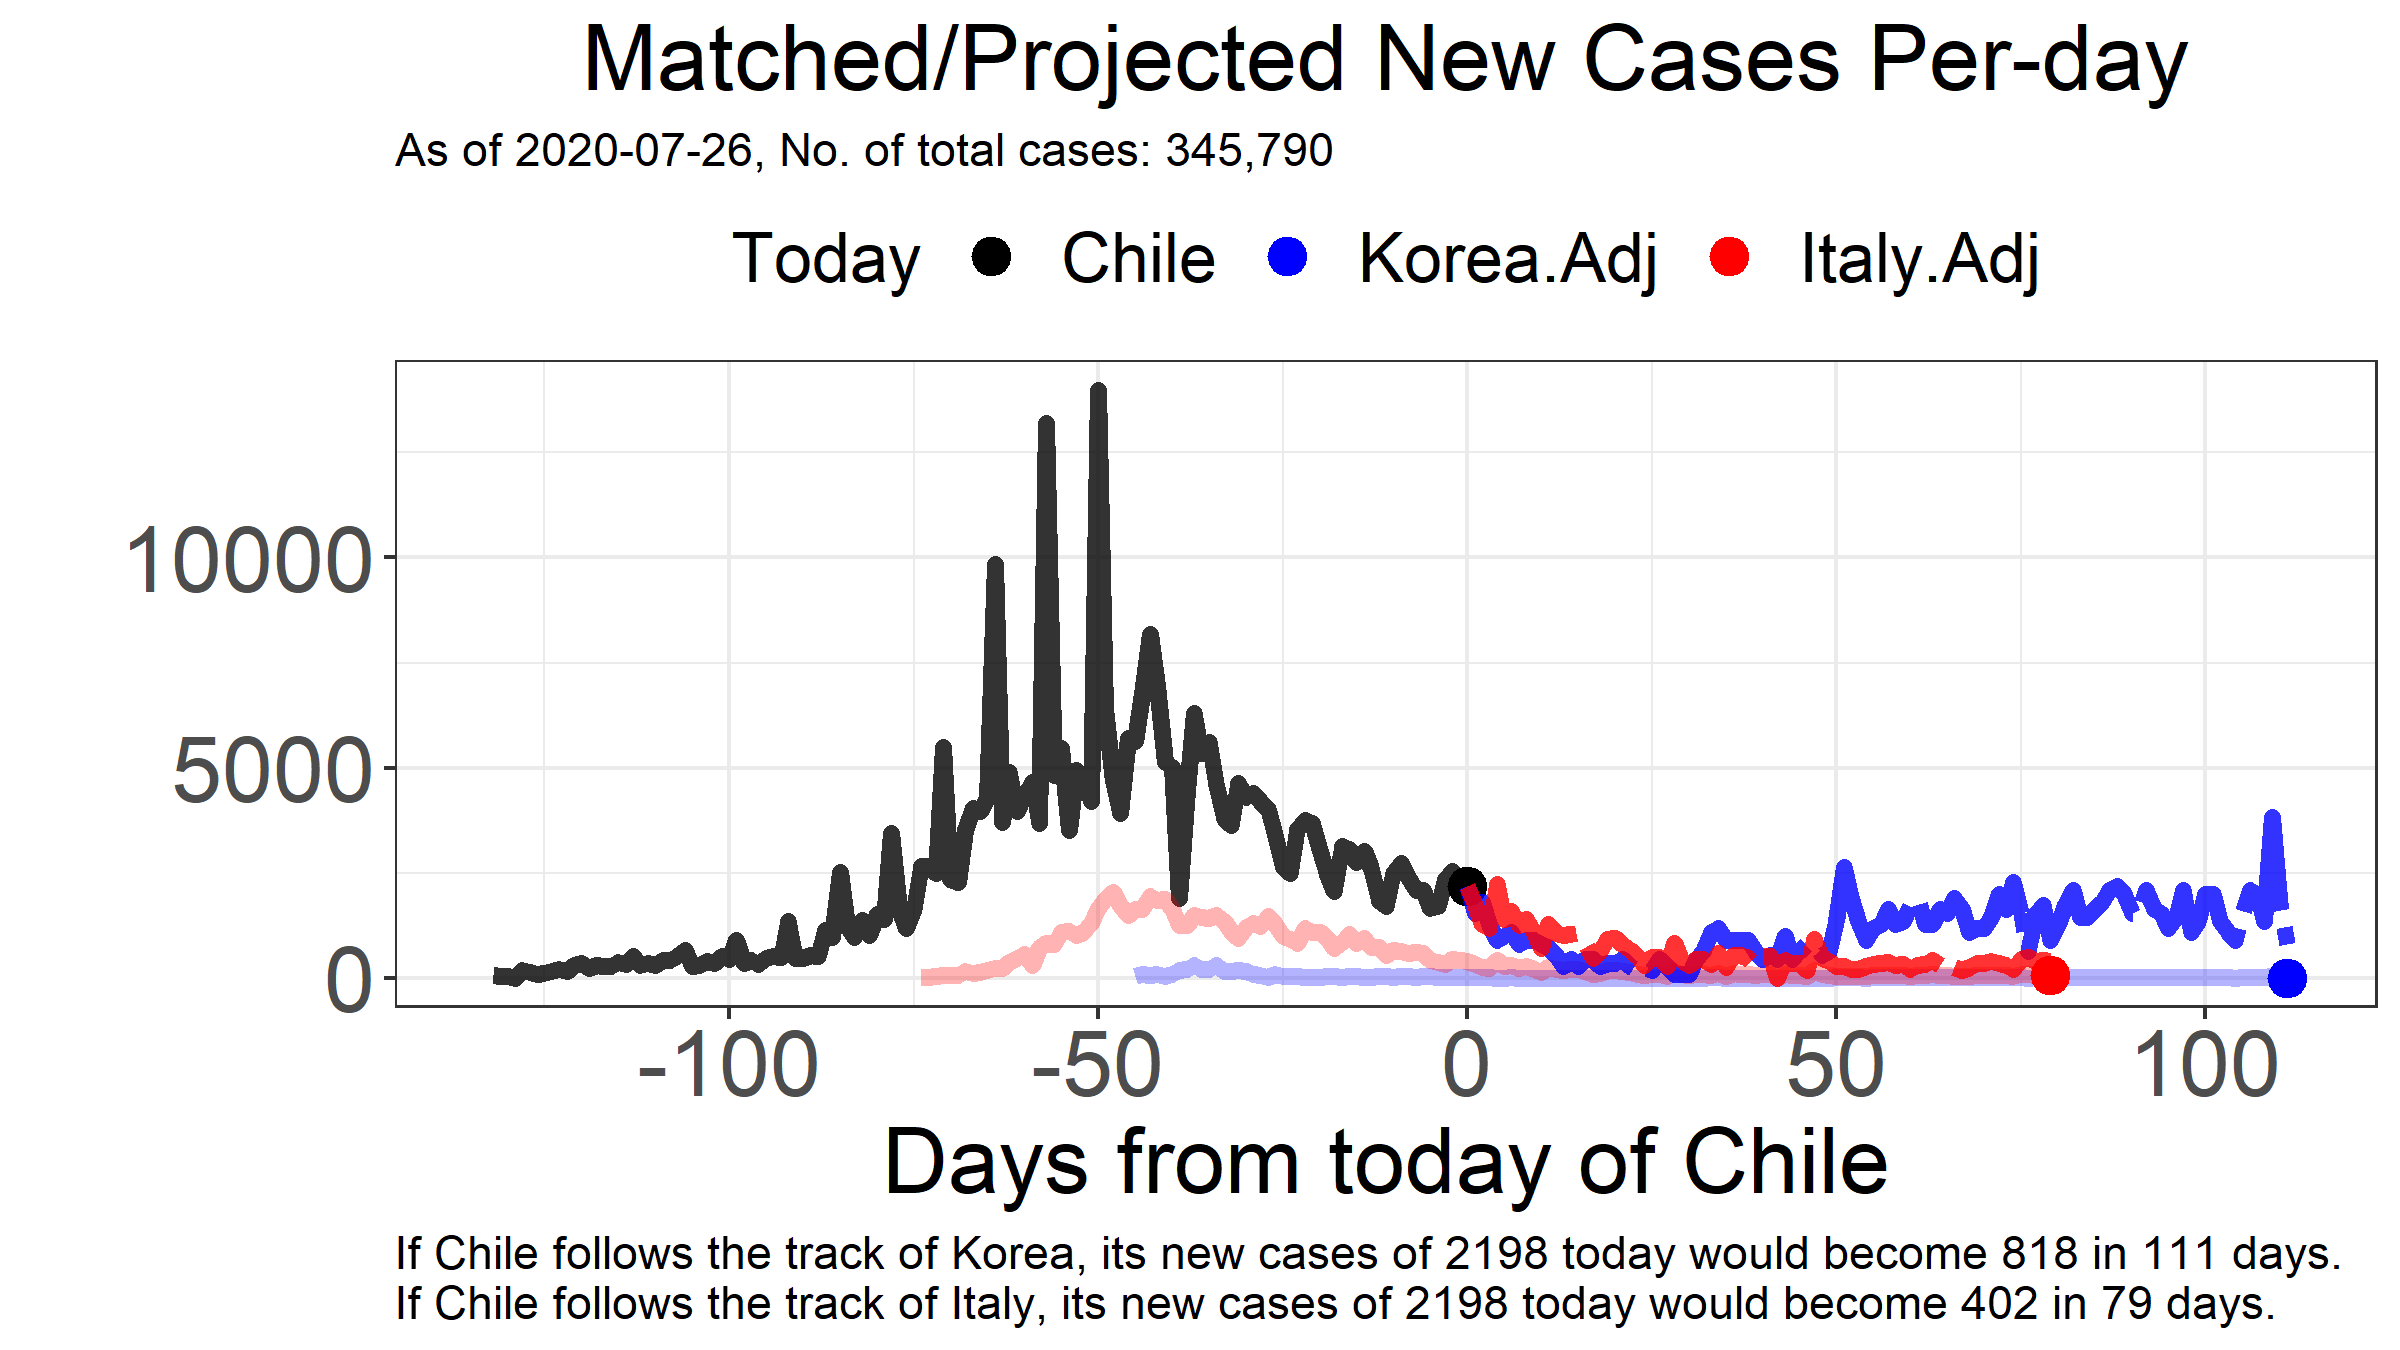 Matched/Projected New Cases Per-day
As of 2020-07-26, No. of total cases: 345,790
Today Chile Korea.Adj Italy.Adj
10000
5000
0
-100 -50 0 50 100
Days from today of Chile
If Chile follows the track of Korea, its new cases of 2198 today would become 818 in 111 days.
If Chile follows the track of Italy, its new cases of 2198 today would become 402 in 79 days.